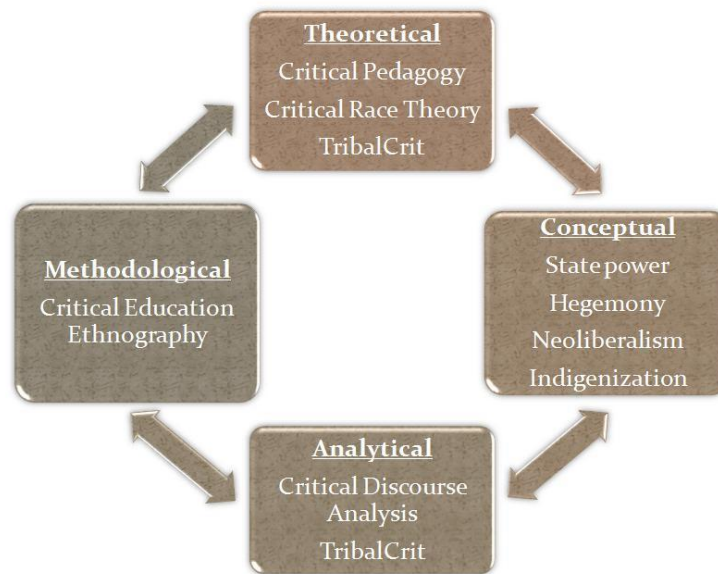 Theoretical
Critical Pedagogy
Critical Race Theory
TribalCrit
Methodological
Critical Education
Ethnography
Conceptual
State power
Hegemony
Neoliberalism
Indigenization
Analytical
Critical Discourse
Analysis
TribalCrit